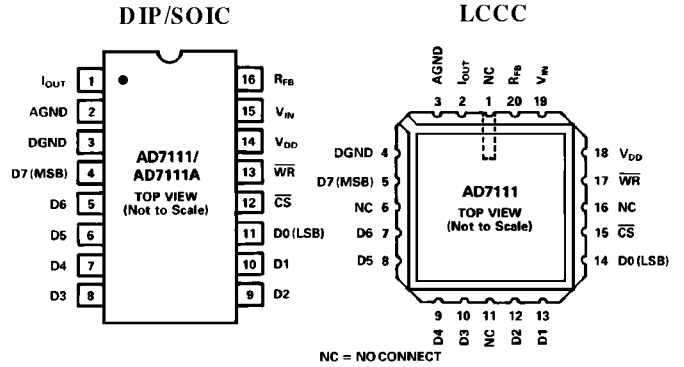 DIP/SOIC
IOUT 1
AGND 2
DGND 3
D7 (MSB) 4
D6 5
D5 6
D4 7
D3 8
AD7111/
AD7111A
TOP VIEW
(Not to Scale)
16 RFB
15 VIN
14 VDD
13 WR
12 CS
11 D0 (LSB)
10 D1
9 D2
LCCC
AGND IOUT NC RFB VIN
3 2 1 20 19
DGND 4
D7 (MSB) 5
NC 6
D6 7
D5 8
AD7111
TOP VIEW
(Not to Scale)
18 VDD
17 WR
16 NC
15 CS
14 D0 (LSB)
9 10 11 12 13
D4 D3 NC D2 D1
NC = NO CONNECT